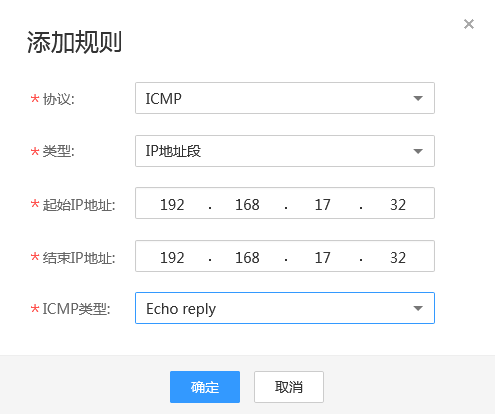 添加规则
* 协议: ICMP
* 类型: IP地址段
* 起始IP地址: 192 . 168 . 17 . 32
* 结束IP地址: 192 . 168 . 17 . 32
* ICMP类型: Echo reply
确定 取消